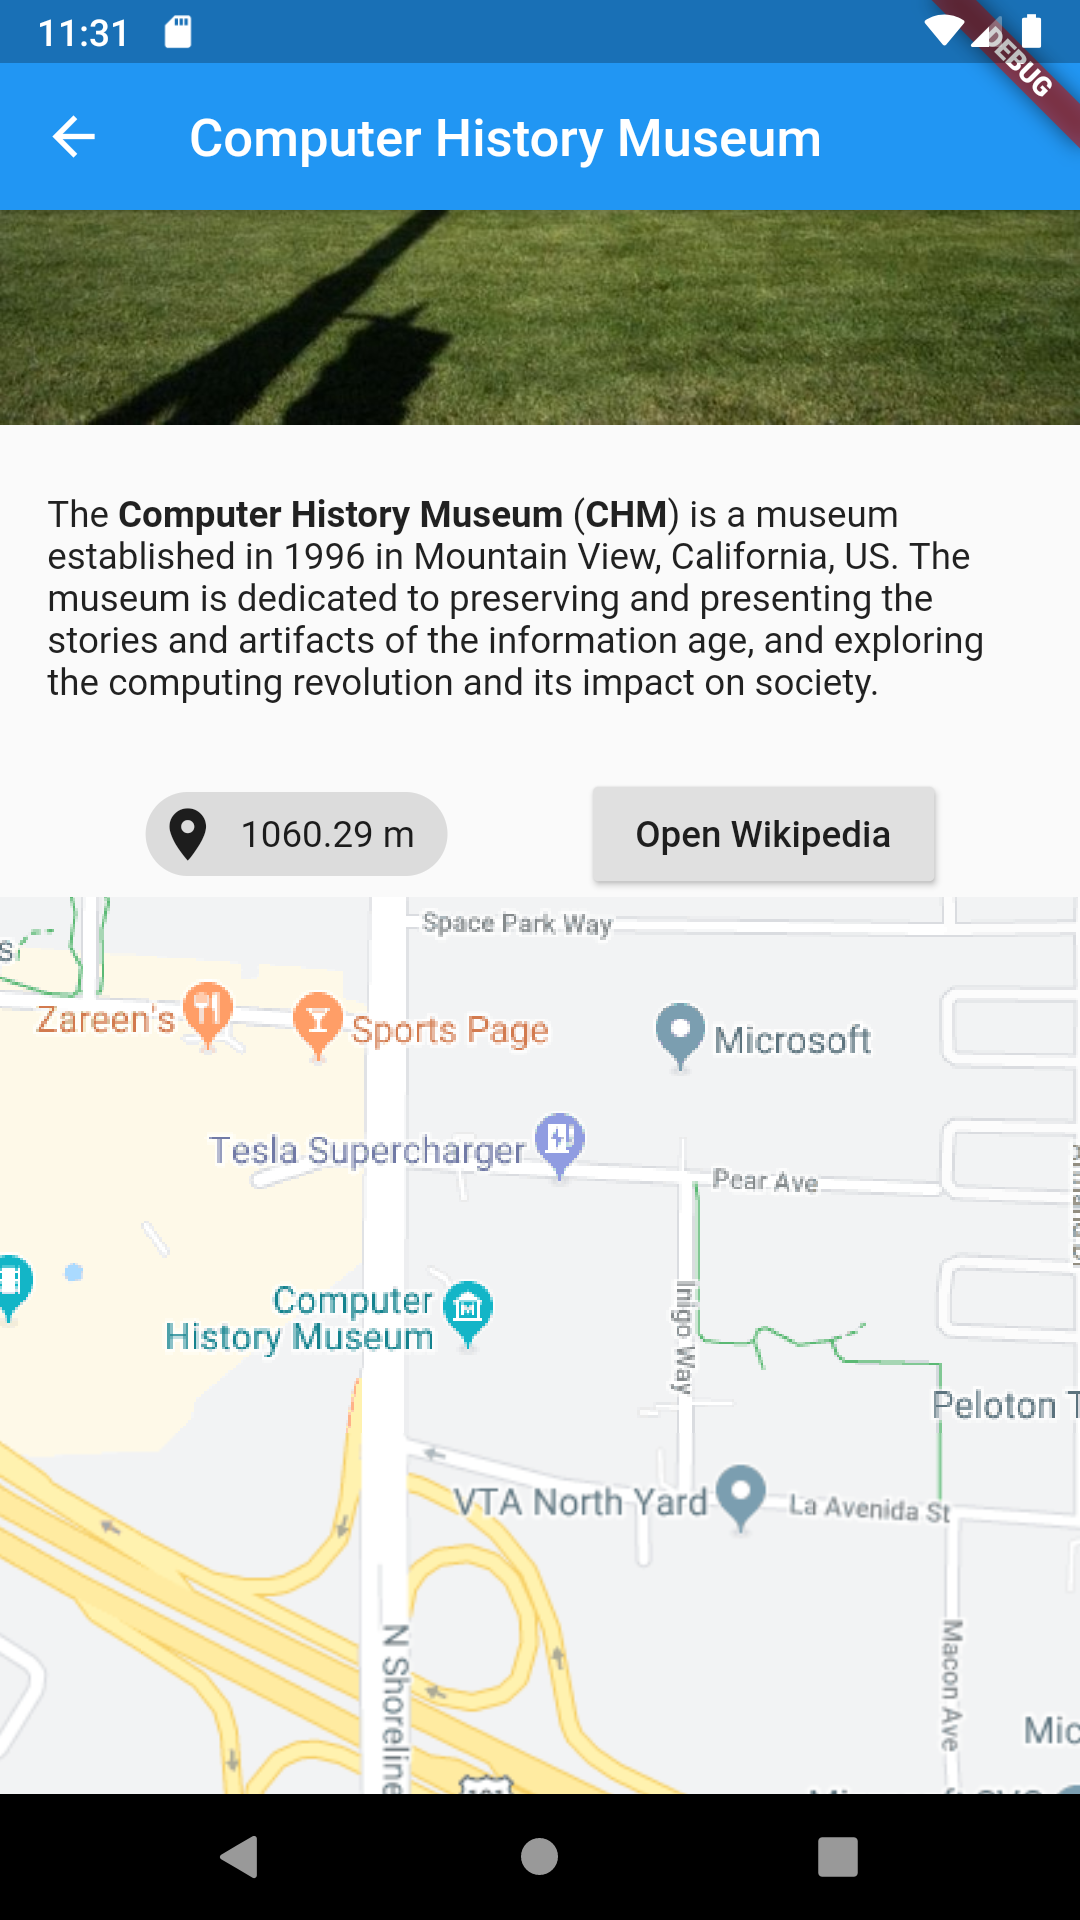 11:31
DEBUG
Computer History Museum
The Computer History Museum (CHM) is a museum
established in 1996 in Mountain View, California, US. The
museum is dedicated to preserving and presenting the
stories and artifacts of the information age, and exploring
the computing revolution and its impact on society.
1060.29 m
Open Wikipedia
Space Park Way
s
Zareen's
Sports Page
Microsoft
Tesla Supercharger
Pear Ave
Computer
History Museum
Inigo Way
Peloton T
VTA North Yard
La Avenida St
N Shoreline
Macon Ave
Mic